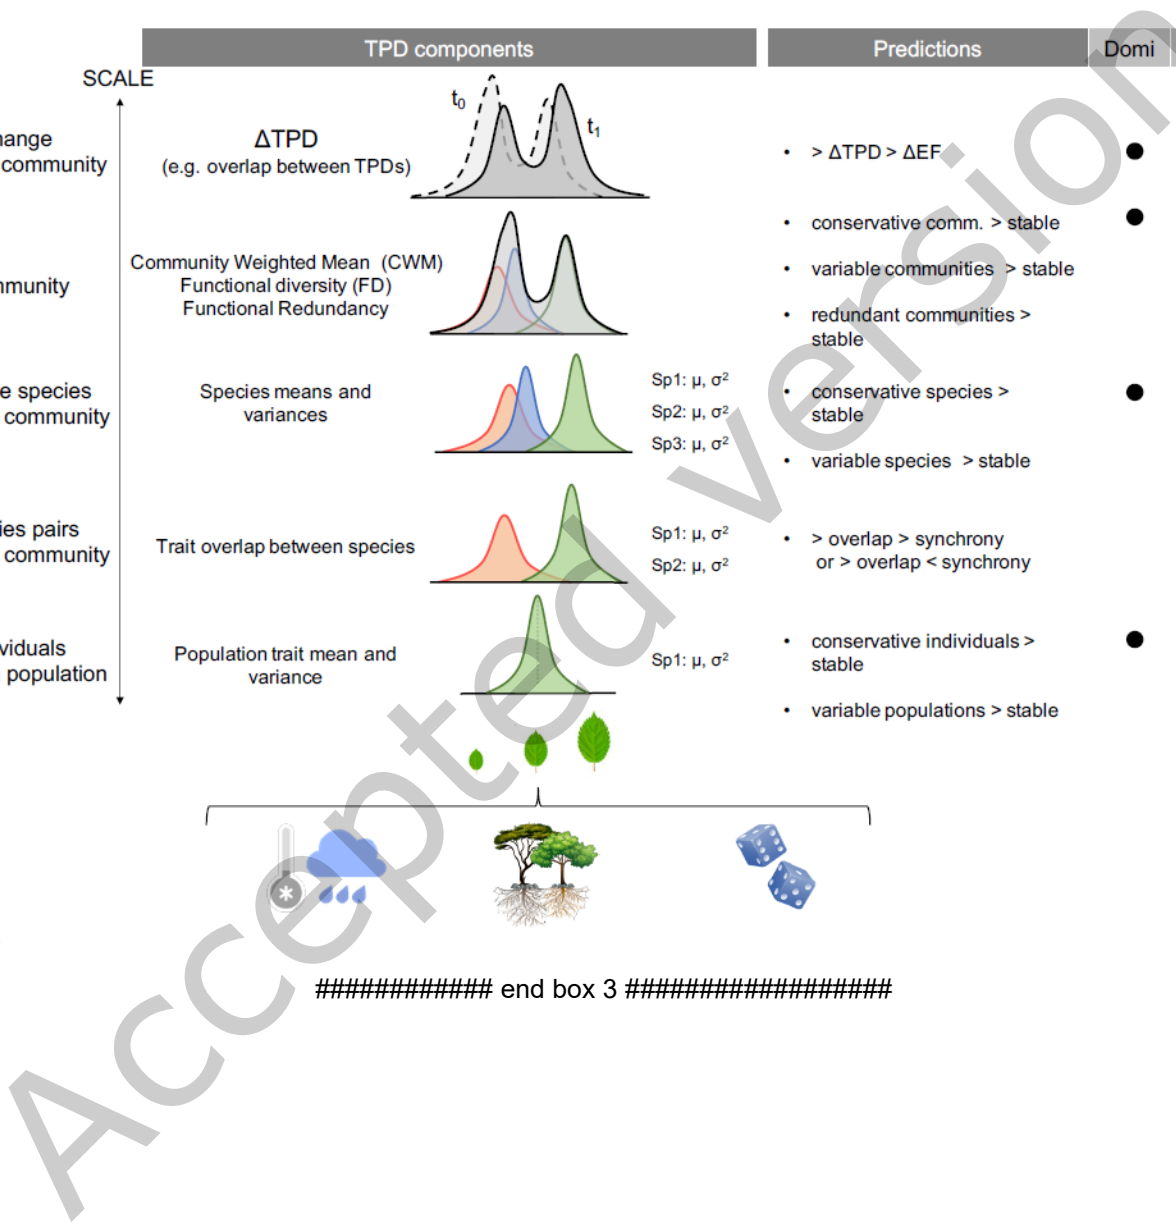 TPD components
Predictions
Domi
SCALE
hange
community
ΔTPD
(e.g. overlap between TPDs)
t0
t1
• > ΔTPD > ΔEF
mmunity
Community Weighted Mean (CWM)
Functional diversity (FD)
Functional Redundancy
• conservative comm. > stable
• variable communities > stable
• redundant communities >
stable
e species
community
Species means and
variances
Sp1: μ, σ²
Sp2: μ, σ²
Sp3: μ, σ²
• conservative species >
stable
• variable species > stable
ies pairs
community
Trait overlap between species
Sp1: μ, σ²
Sp2: μ, σ²
• > overlap > synchrony
or > overlap < synchrony
viduals
population
Population trait mean and
variance
Sp1: μ, σ²
• conservative individuals >
stable
• variable populations > stable
############ end box 3 ##################
Accepted version